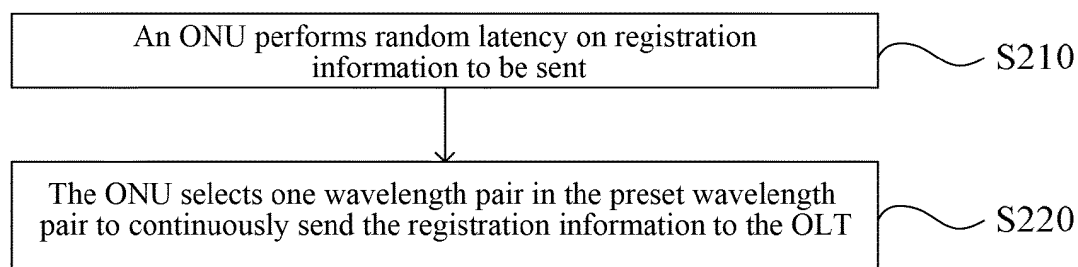 An ONU performs random latency on registration
information to be sent
S210
The ONU selects one wavelength pair in the preset wavelength
pair to continuously send the registration information to the OLT
S220